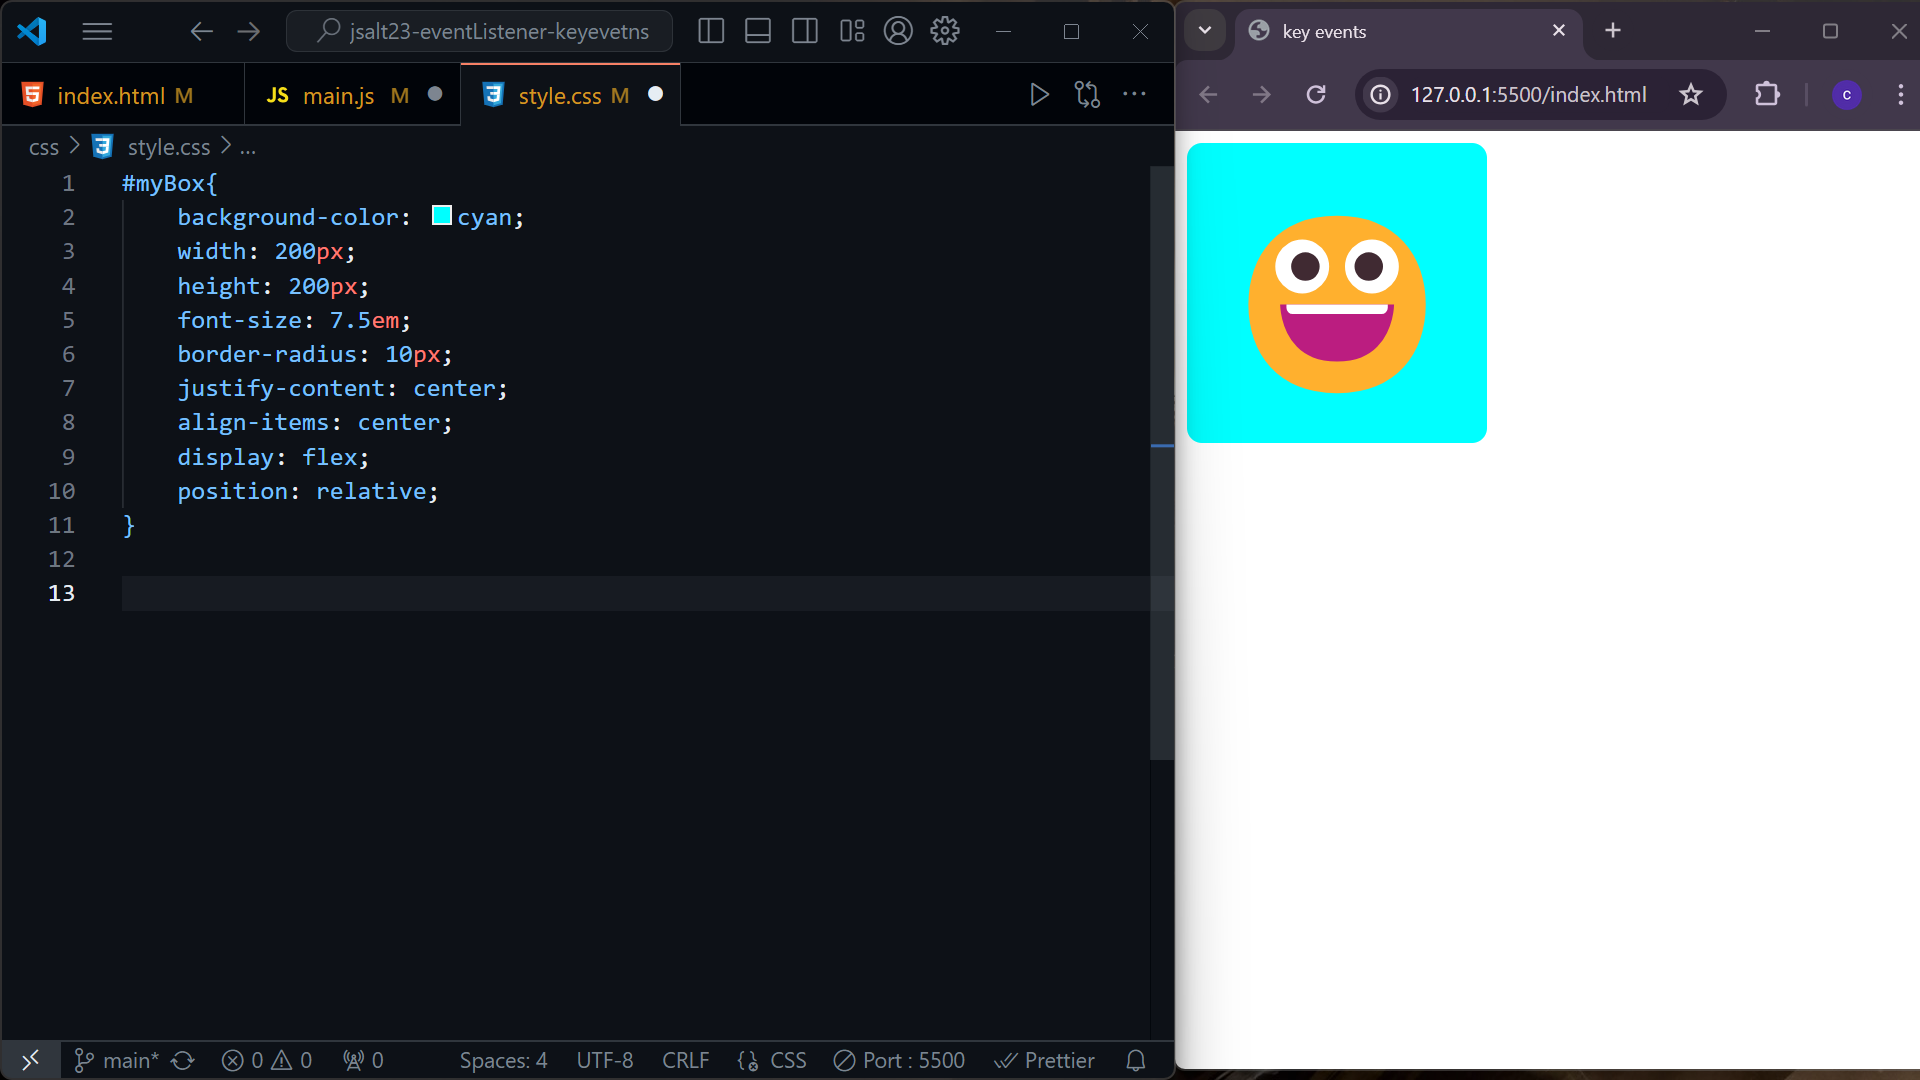 jsalt23-eventListener-keyevetns
index.html M
JS main.js M
style.css M
css > style.css > ...
1 #myBox{
2 background-color: cyan;
3 width: 200px;
4 height: 200px;
5 font-size: 7.5em;
6 border-radius: 10px;
7 justify-content: center;
8 align-items: center;
9 display: flex;
10 position: relative;
11 }
12
13
main* 0 0 0 Spaces: 4 UTF-8 CRLF CSS Port : 5500 Prettier
key events
127.0.0.1:5500/index.html
c